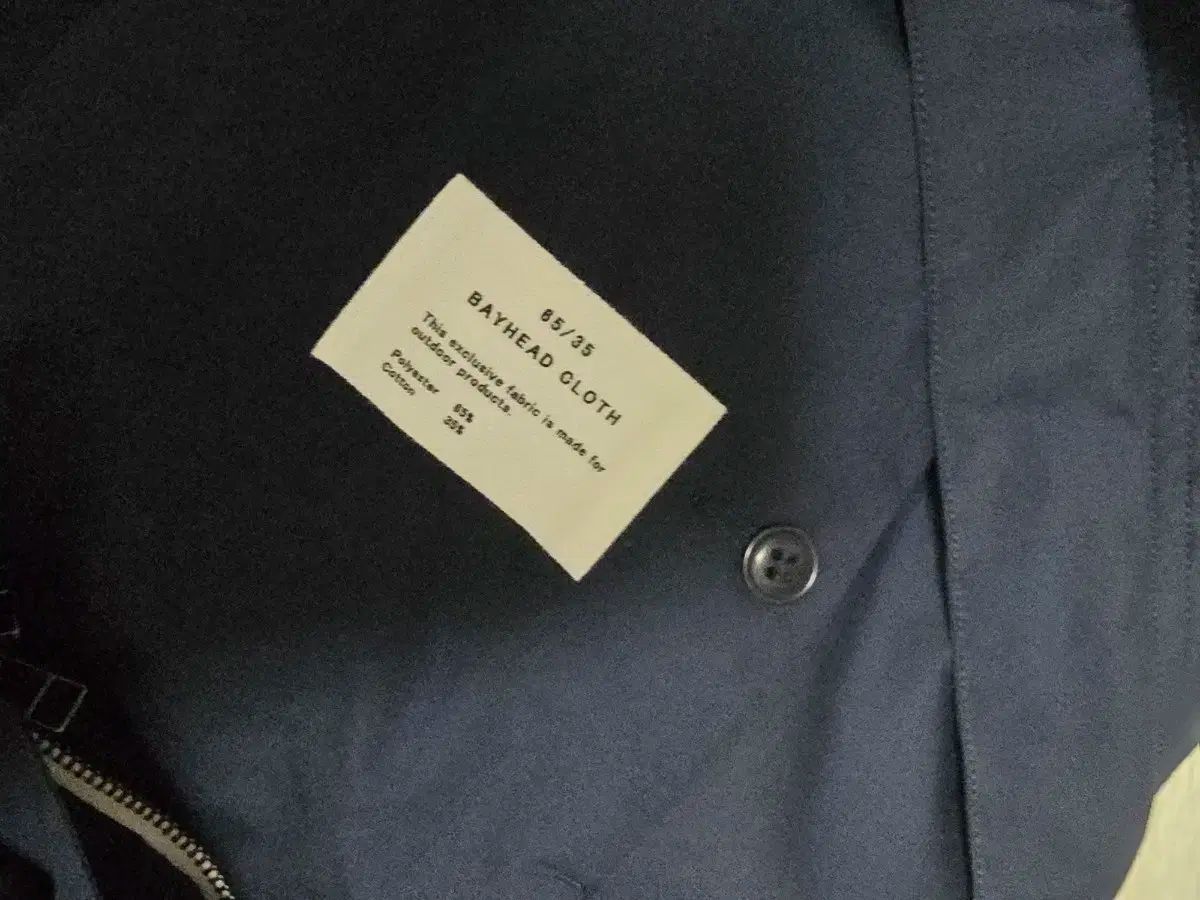 65/35
BAYHEAD CLOTH
This exclusive fabric is made for
outdoor products.
Polyester 65%
Cotton 35%